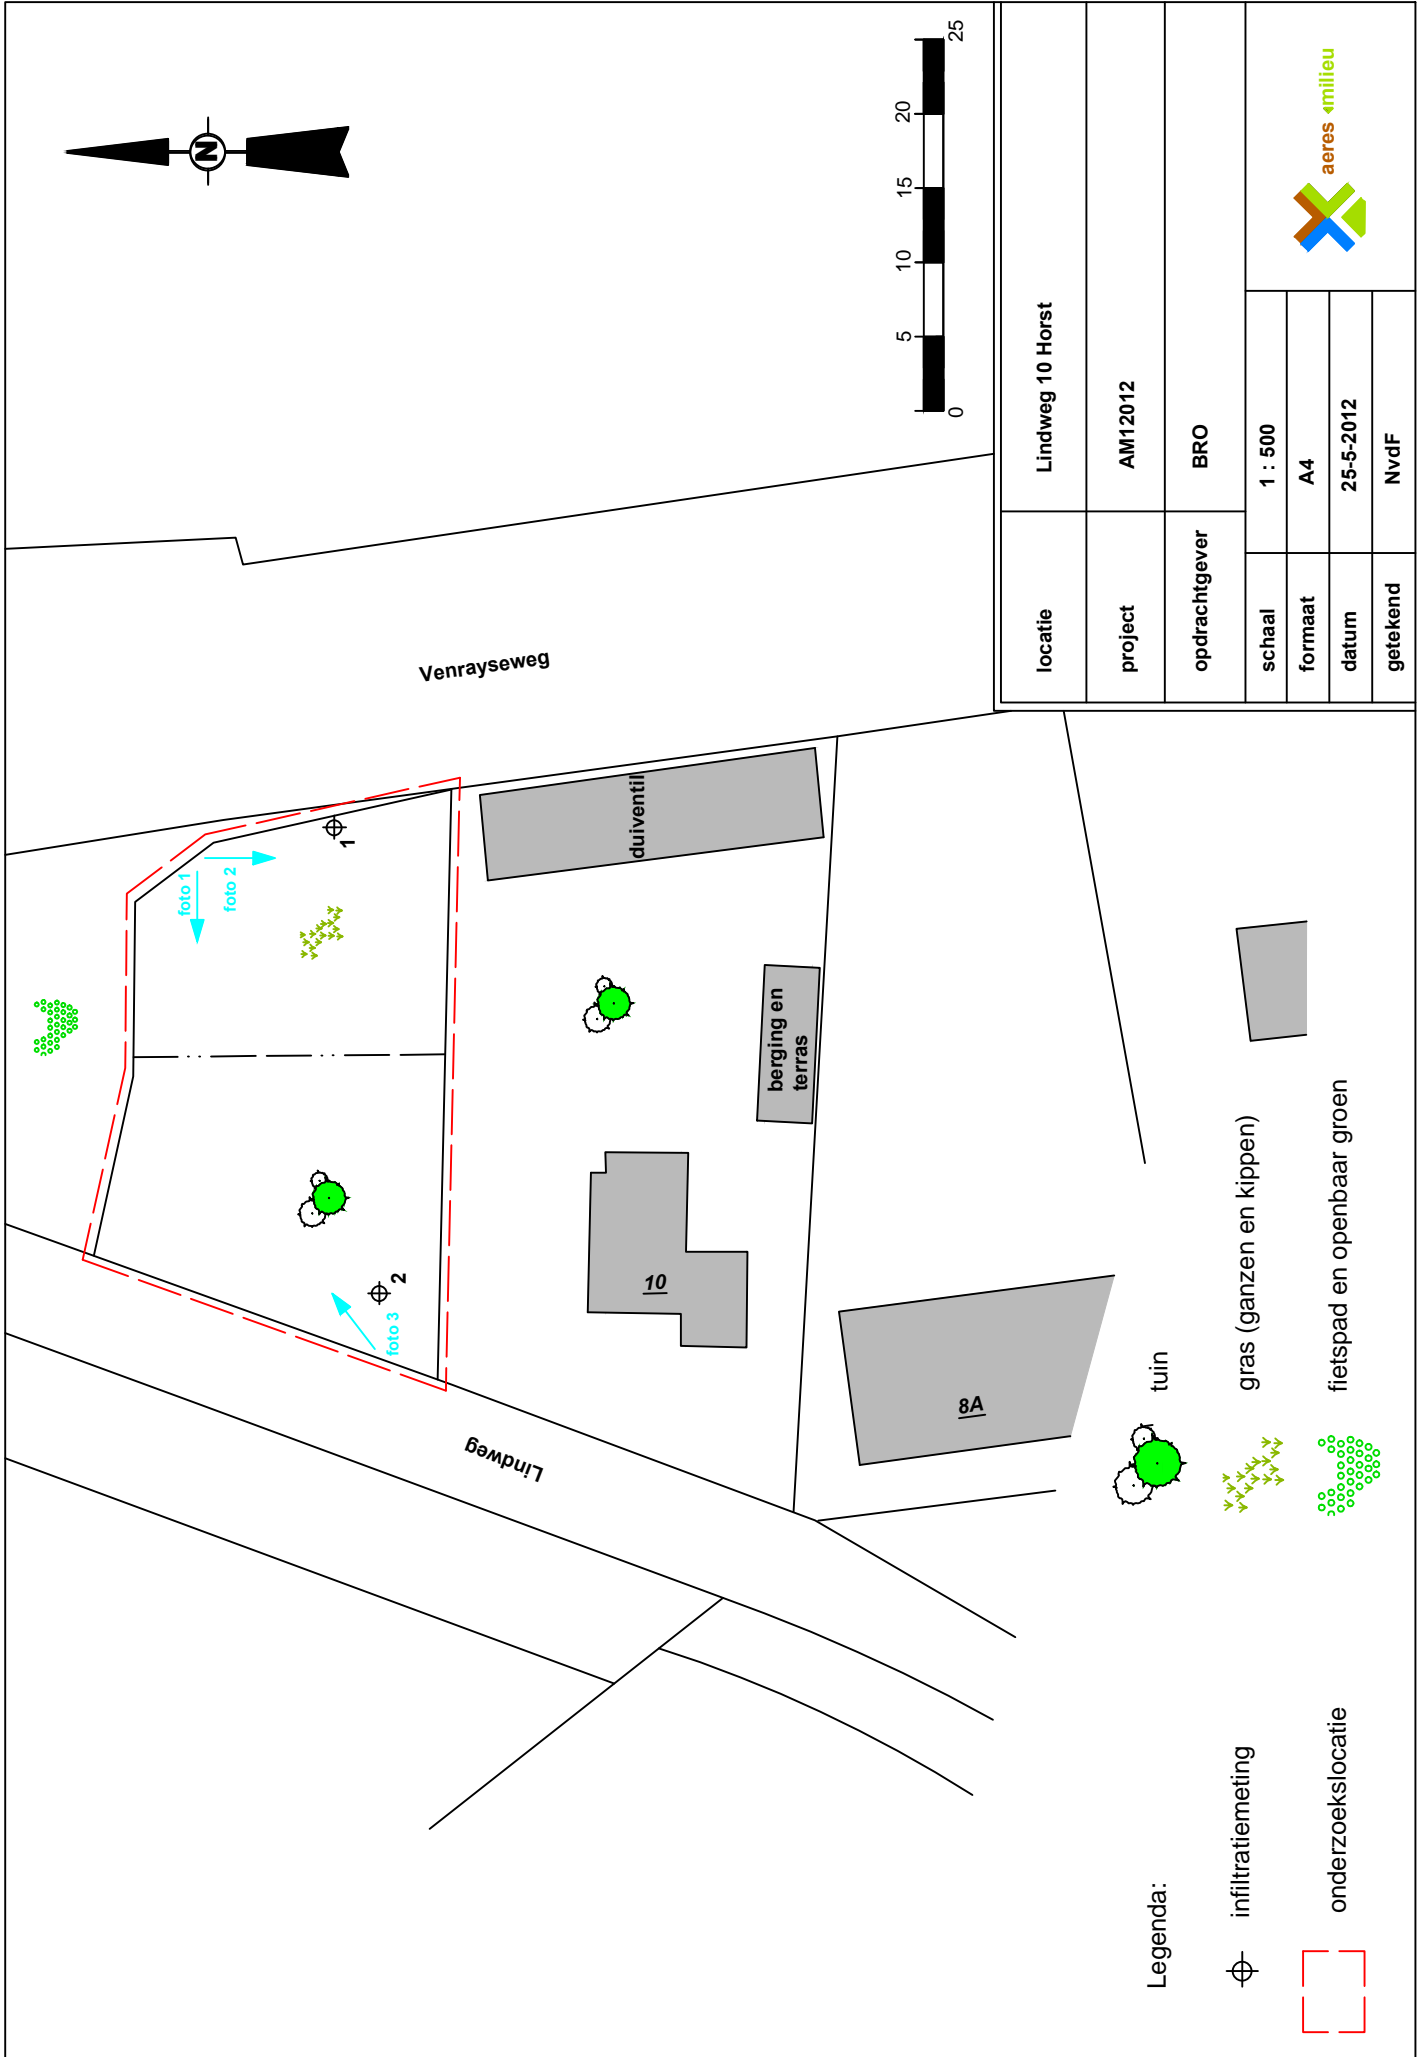 N
Venrayseweg
Lindweg
foto 1
foto 2
foto 3
1
2
duiventil
berging en
terras
10
8A
0 5 10 15 20 25
Legenda:
infiltratiemeting
onderzoekslocatie
tuin
gras (ganzen en kippen)
fietspad en openbaar groen
locatie Lindweg 10 Horst
project AM12012
opdrachtgever BRO
schaal 1 : 500
formaat A4
datum 25-5-2012
getekend NvdF
aeres milieu